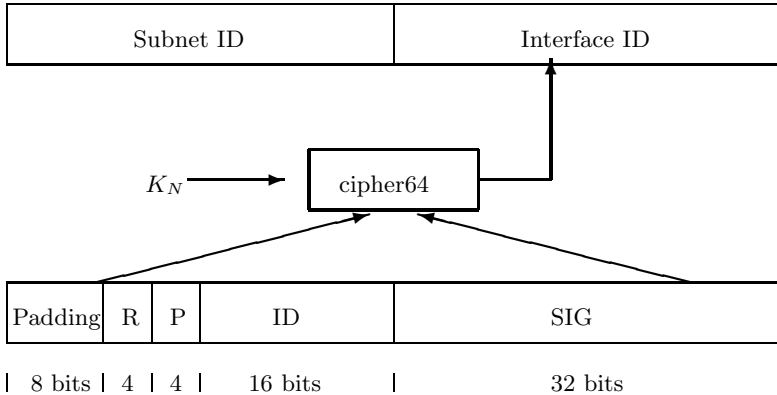 Subnet ID Interface ID
K_N cipher64
Padding R P ID SIG
8 bits 4 4 16 bits 32 bits